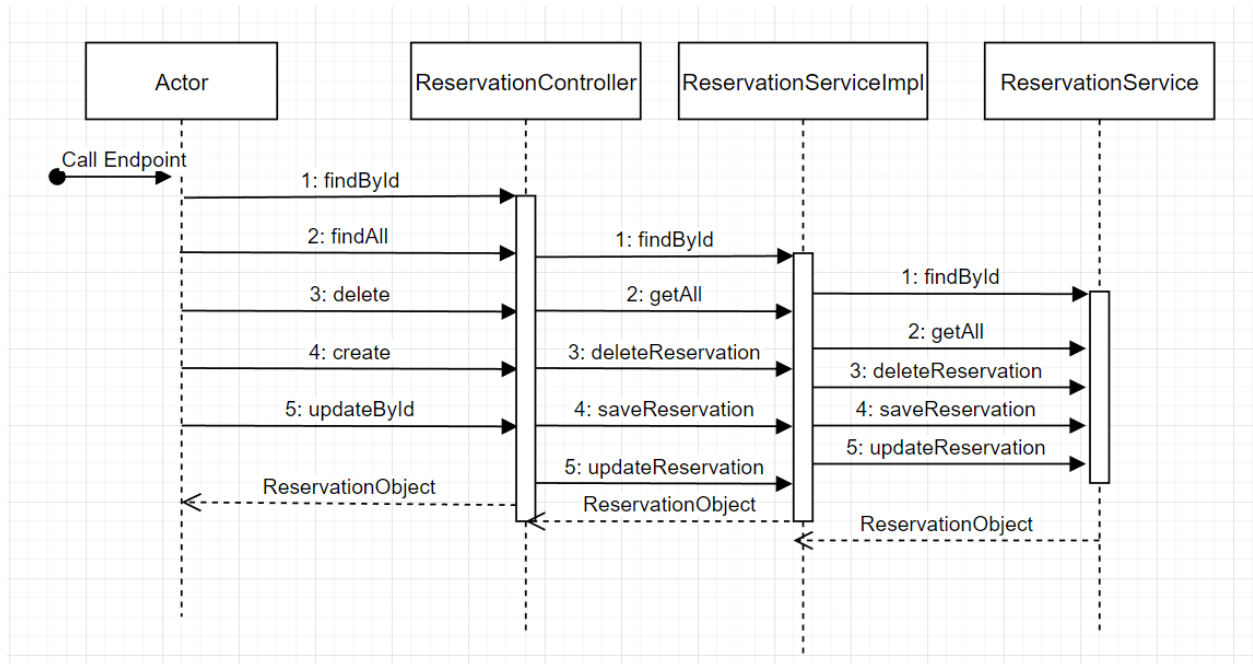 Actor
ReservationController
ReservationServiceImpl
ReservationService
Call Endpoint
1: findById
2: findAll
1: findById
1: findById
3: delete
2: getAll
2: getAll
4: create
3: deleteReservation
3: deleteReservation
5: updateById
4: saveReservation
4: saveReservation
5: updateReservation
5: updateReservation
ReservationObject
ReservationObject
ReservationObject